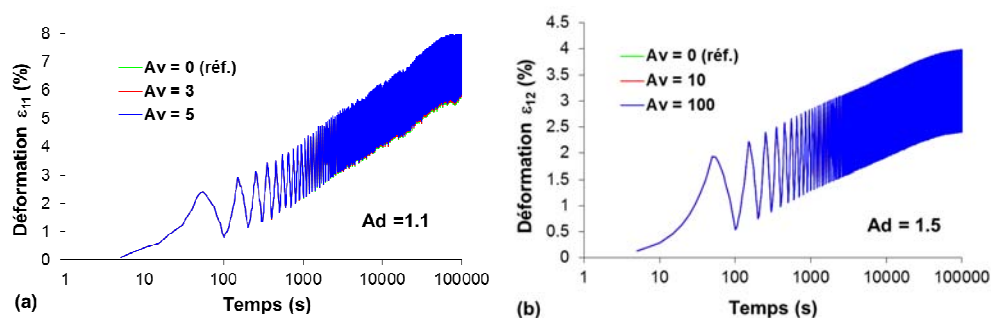 8
7
6
5
4
3
2
1
0
Déformation ε11 (%)
Av = 0 (réf.)
Av = 3
Av = 5
Ad =1.1
1 10 100 1000 10000 100000
Temps (s)
(a)
4.5
4
3.5
3
2.5
2
1.5
1
0.5
0
Déformation ε12 (%)
Av = 0 (réf.)
Av = 10
Av = 100
Ad = 1.5
1 10 100 1000 10000 100000
Temps (s)
(b)